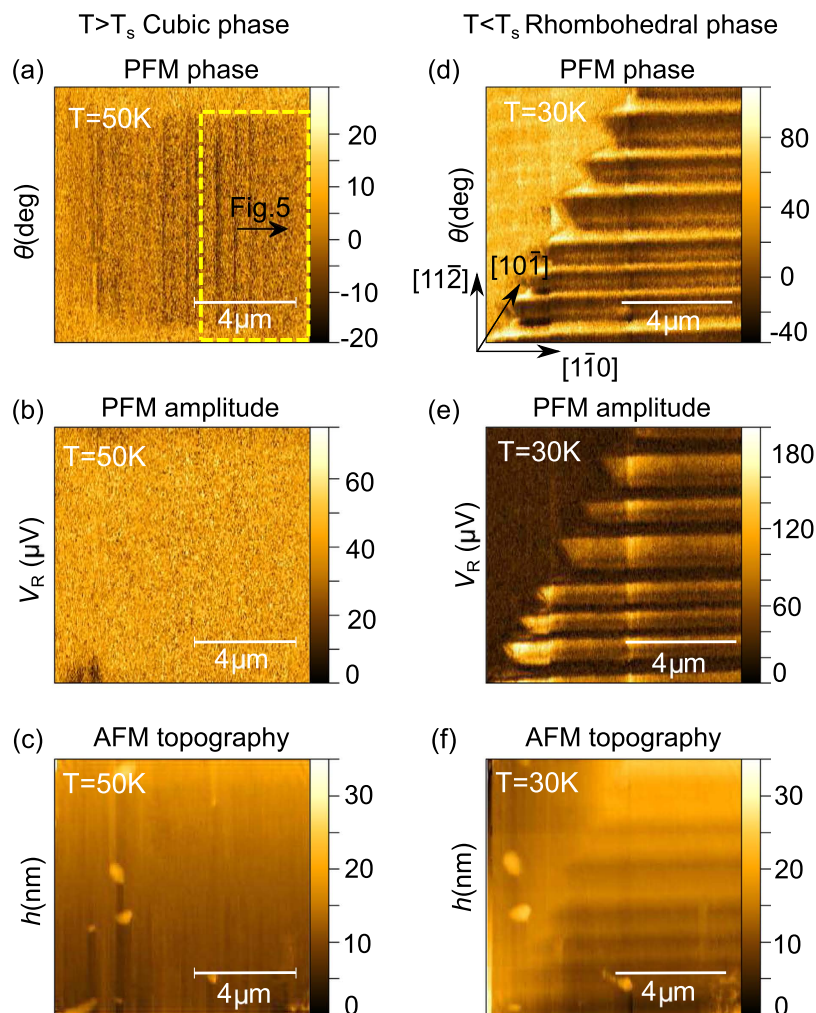 T>Tₛ Cubic phase
T<Tₛ Rhombohedral phase
(a)
PFM phase
T=50K
Fig.5
4µm
θ(deg)
20
10
0
-10
-20
(d)
PFM phase
T=30K
[112̄]
[101̄]
[11̄0]
4µm
θ(deg)
80
40
0
-40
(b)
PFM amplitude
T=50K
4µm
V_R (µV)
60
40
20
0
(e)
PFM amplitude
T=30K
4µm
V_R (µV)
180
120
60
0
(c)
AFM topography
T=50K
4µm
h(nm)
30
20
10
0
(f)
AFM topography
T=30K
4µm
h(nm)
30
20
10
0